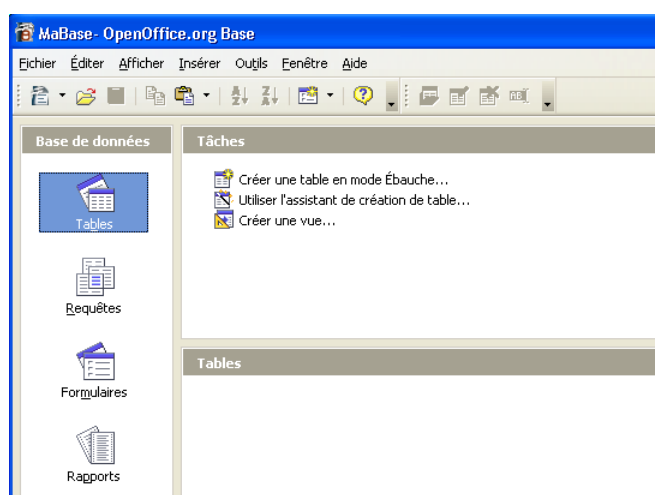 MaBase- OpenOffice.org Base
Fichier Éditer Afficher Insérer Outils Fenêtre Aide
Base de données
Tâches
Créer une table en mode Ébauche...
Utiliser l'assistant de création de table...
Créer une vue...
Tables
Requêtes
Formulaires
Rapports
Tables